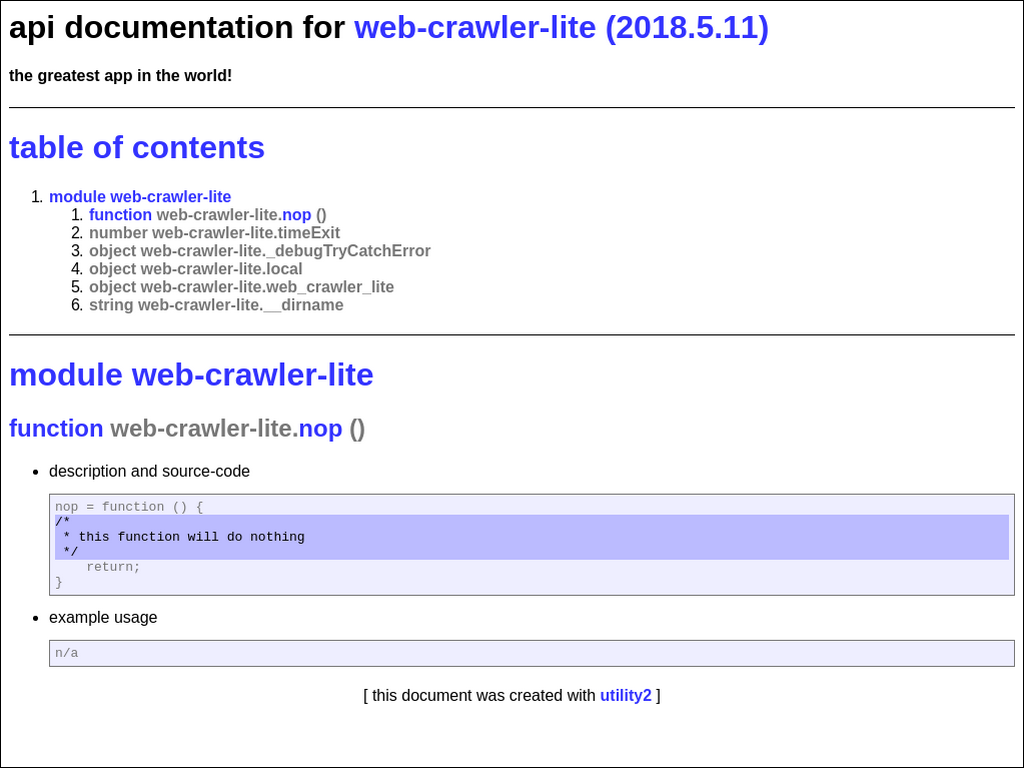 api documentation for web-crawler-lite (2018.5.11)
the greatest app in the world!
table of contents
1. module web-crawler-lite
1. function web-crawler-lite.nop ()
2. number web-crawler-lite.timeExit
3. object web-crawler-lite._debugTryCatchError
4. object web-crawler-lite.local
5. object web-crawler-lite.web_crawler_lite
6. string web-crawler-lite.__dirname
module web-crawler-lite
function web-crawler-lite.nop ()
• description and source-code
nop = function () {
/*
 * this function will do nothing
 */
    return;
}
• example usage
n/a
[ this document was created with utility2 ]